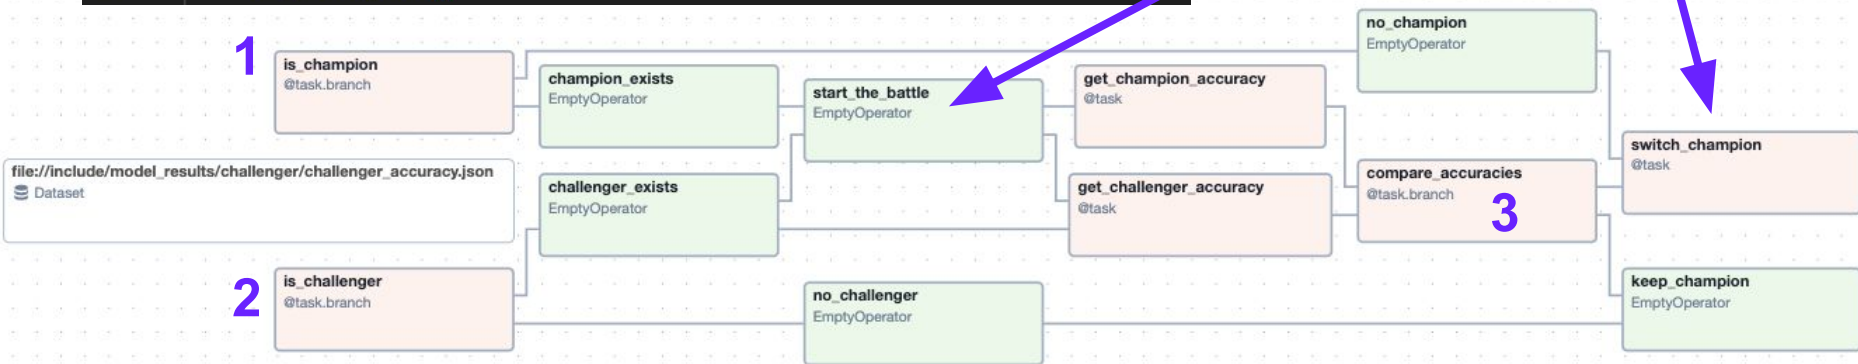 1
is_champion
@task.branch
champion_exists
EmptyOperator
start_the_battle
EmptyOperator
get_champion_accuracy
@task
no_champion
EmptyOperator
switch_champion
@task
file://include/model_results/challenger/challenger_accuracy.json
Dataset
challenger_exists
EmptyOperator
get_challenger_accuracy
@task
compare_accuracies
@task.branch
3
2
is_challenger
@task.branch
no_challenger
EmptyOperator
keep_champion
EmptyOperator